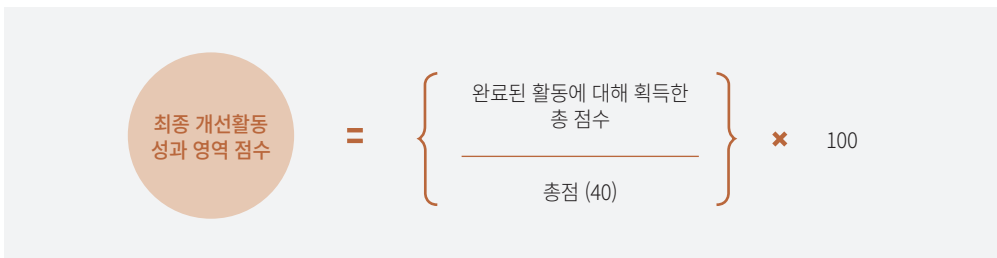 최종 개선활동
성과 영역 점수
=
완료된 활동에 대해 획득한
총 점수
총점 (40)
×
100